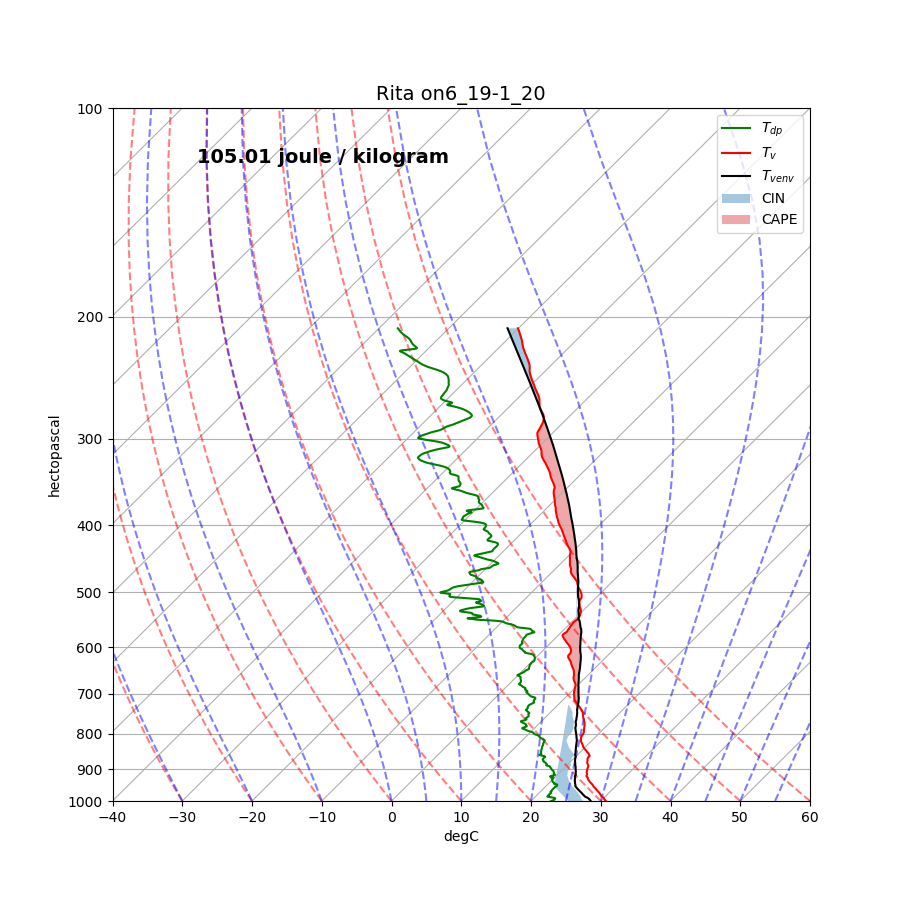 Rita on6_19-1_20
105.01 joule / kilogram
T_dp
T_v
T_venv
CIN
CAPE
hectopascal
100
200
300
400
500
600
700
800
900
1000
−40 −30 −20 −10 0 10 20 30 40 50 60
degC